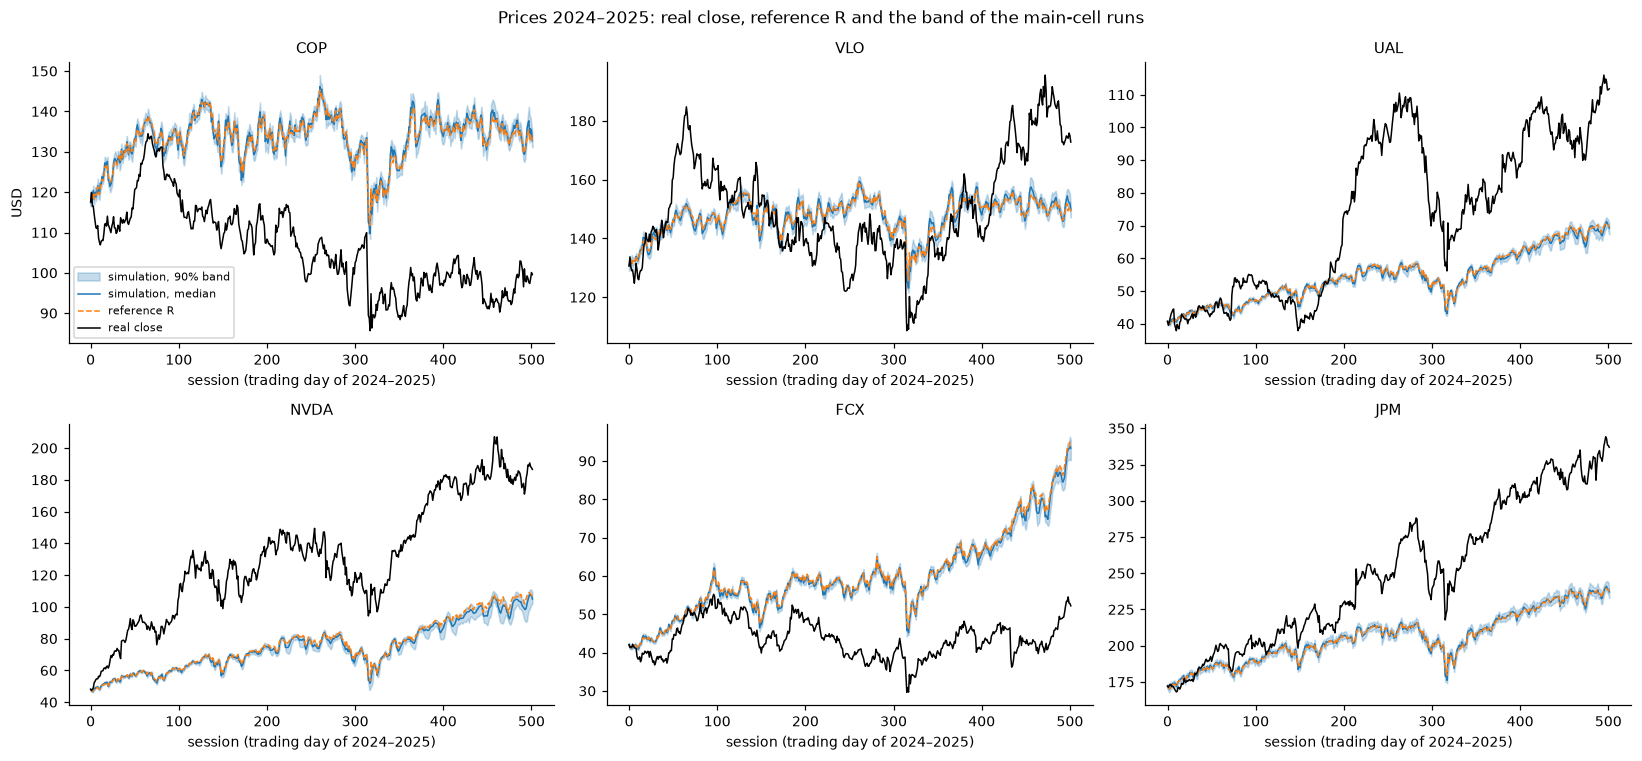 Prices 2024–2025: real close, reference R and the band of the main-cell runs
COP
150
140
130
120
110
100
90
USD
simulation, 90% band
simulation, median
reference R
real close
0 100 200 300 400 500
session (trading day of 2024–2025)
VLO
180
160
140
120
0 100 200 300 400 500
session (trading day of 2024–2025)
UAL
110
100
90
80
70
60
50
40
0 100 200 300 400 500
session (trading day of 2024–2025)
NVDA
200
180
160
140
120
100
80
60
40
0 100 200 300 400 500
session (trading day of 2024–2025)
FCX
90
80
70
60
50
40
30
0 100 200 300 400 500
session (trading day of 2024–2025)
JPM
350
325
300
275
250
225
200
175
0 100 200 300 400 500
session (trading day of 2024–2025)